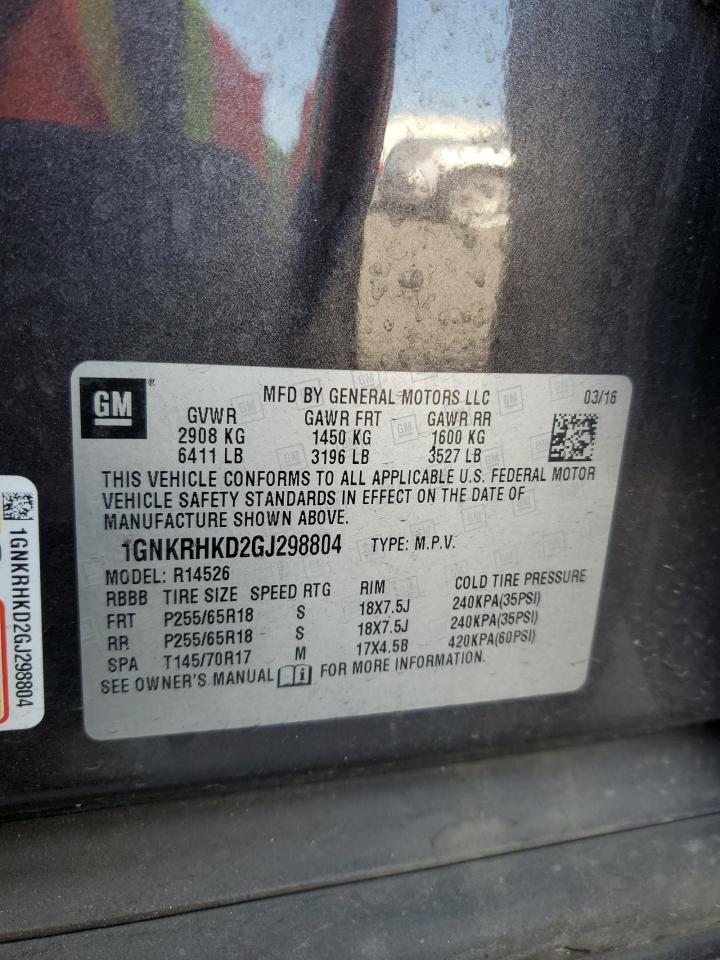 GM
MFD BY GENERAL MOTORS LLC 03/16
GVWR GAWR FRT GAWR RR
2908 KG 1450 KG 1600 KG
6411 LB 3196 LB 3527 LB
THIS VEHICLE CONFORMS TO ALL APPLICABLE U.S. FEDERAL MOTOR
VEHICLE SAFETY STANDARDS IN EFFECT ON THE DATE OF
MANUFACTURE SHOWN ABOVE.
1GNKRHKD2GJ298804 TYPE: M.P.V.
MODEL: R14526
RBBB TIRE SIZE SPEED RTG RIM COLD TIRE PRESSURE
FRT P255/65R18 S 18X7.5J 240KPA(35PSI)
RR P255/65R18 S 18X7.5J 240KPA(35PSI)
SPA T145/70R17 M 17X4.5B 420KPA(60PSI)
SEE OWNER'S MANUAL FOR MORE INFORMATION.
1GNKRHKD2GJ298804